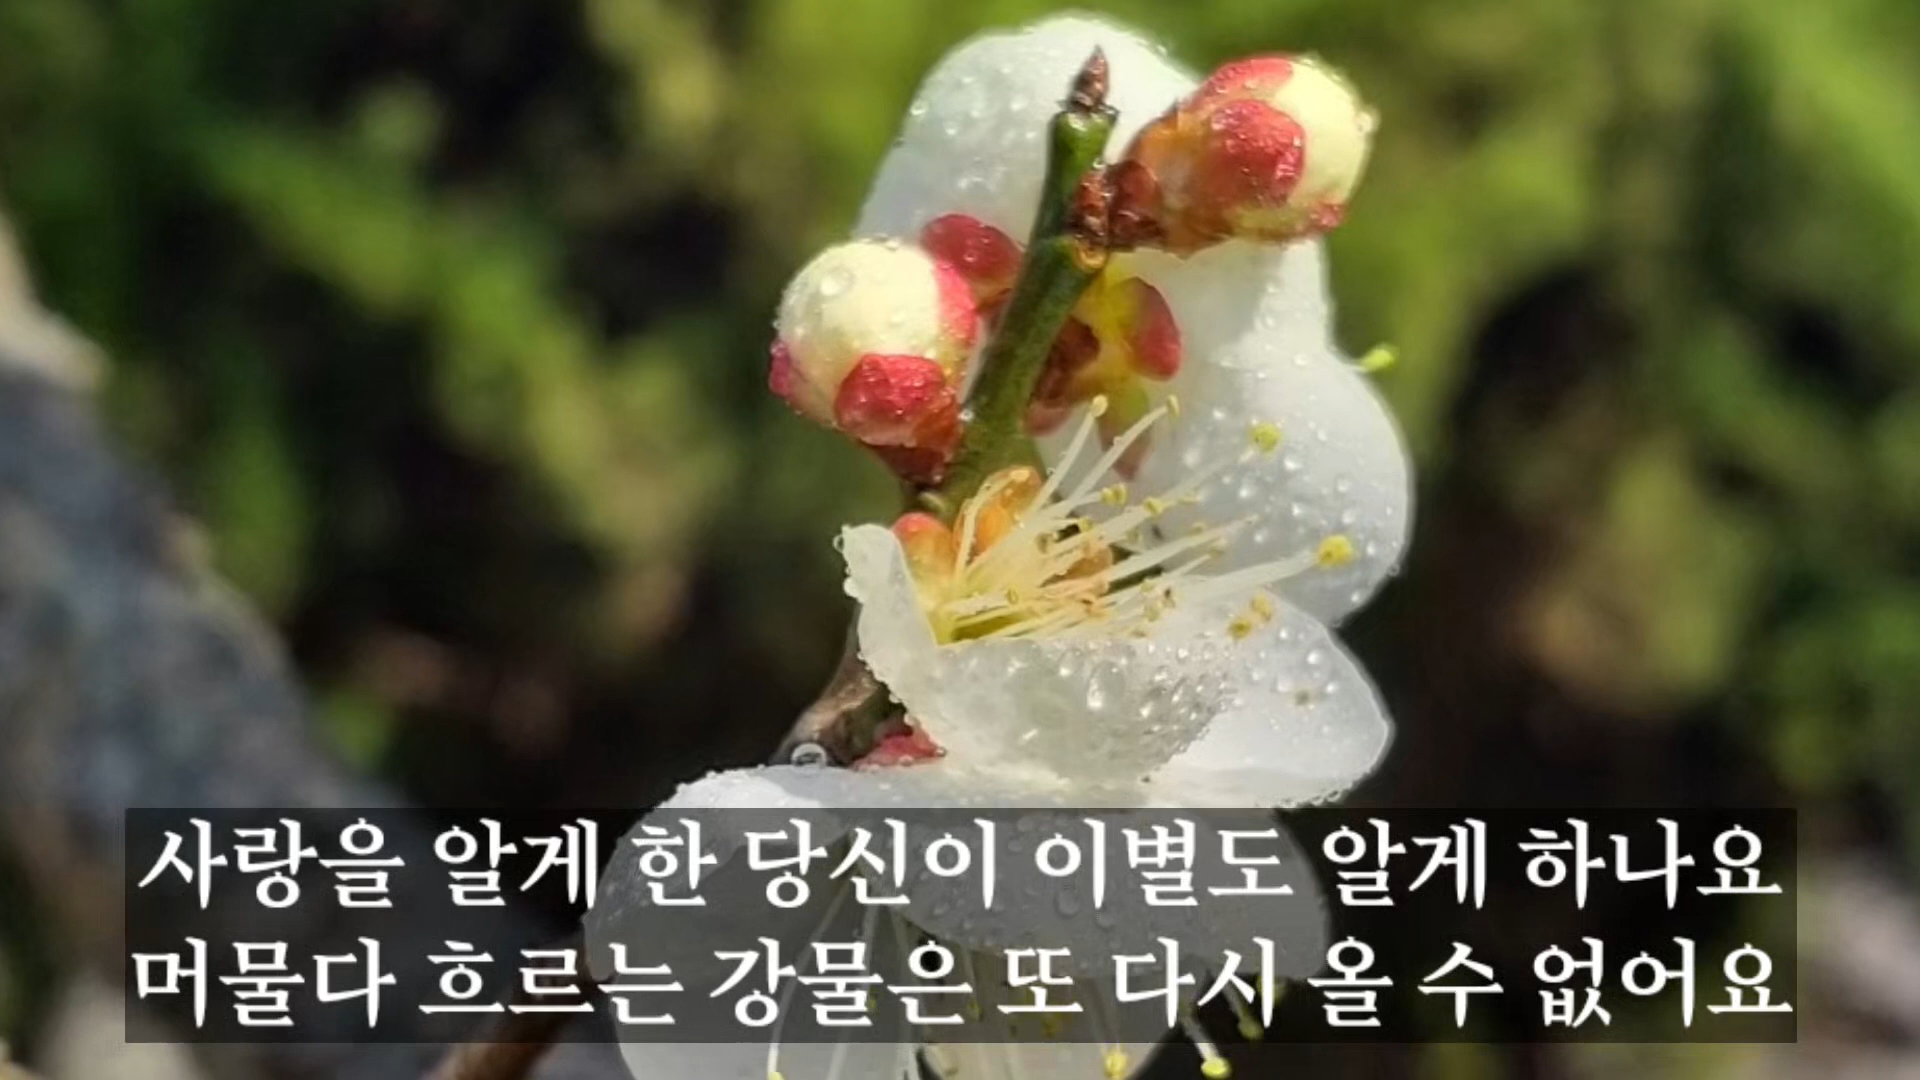 사랑을 알게 한 당신이 이별도 알게 하나요
머물다 흐르는 강물은 또 다시 올 수 없어요